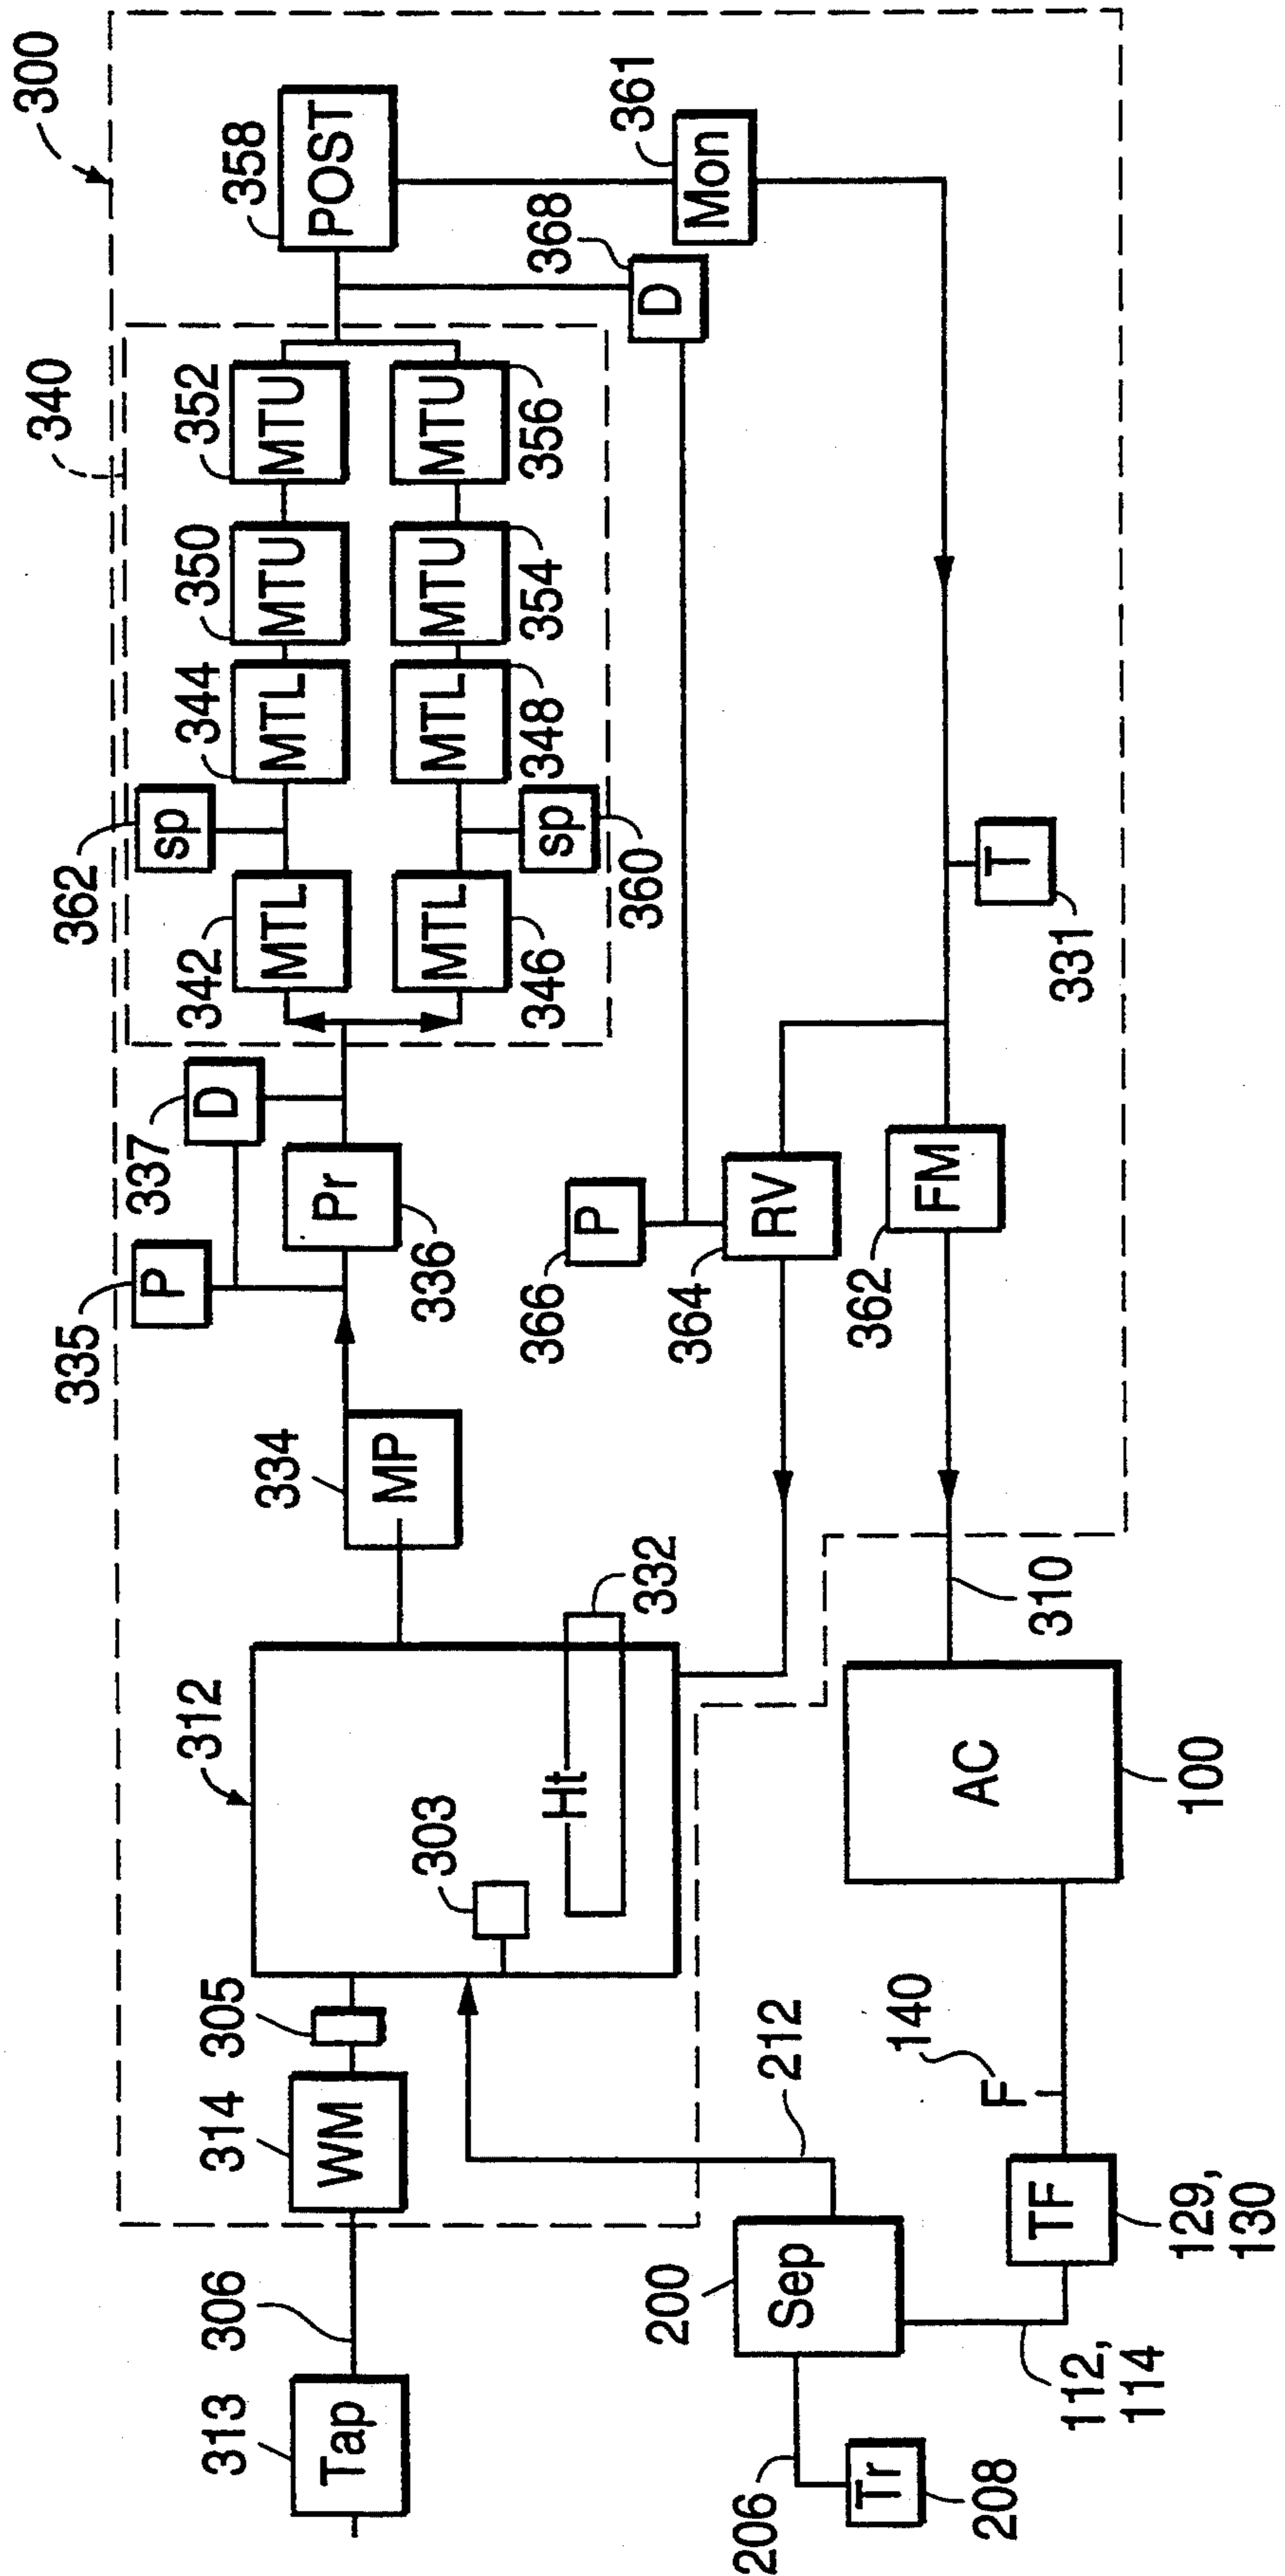 300
340
358
POST
361
Mon
368
D
352
MTU
350
MTU
344
MTL
362
sp
342
MTL
356
MTU
354
MTU
348
MTL
360
sp
346
MTL
337
D
335
P
336
Pr
334
MP
331
T
366
P
364
RV
362
FM
312
332
Ht
303
310
305
314
WM
306
313
Tap
AC
100
140
F
212
200
Sep
TF
129,
130
112,
114
206
Tr
208